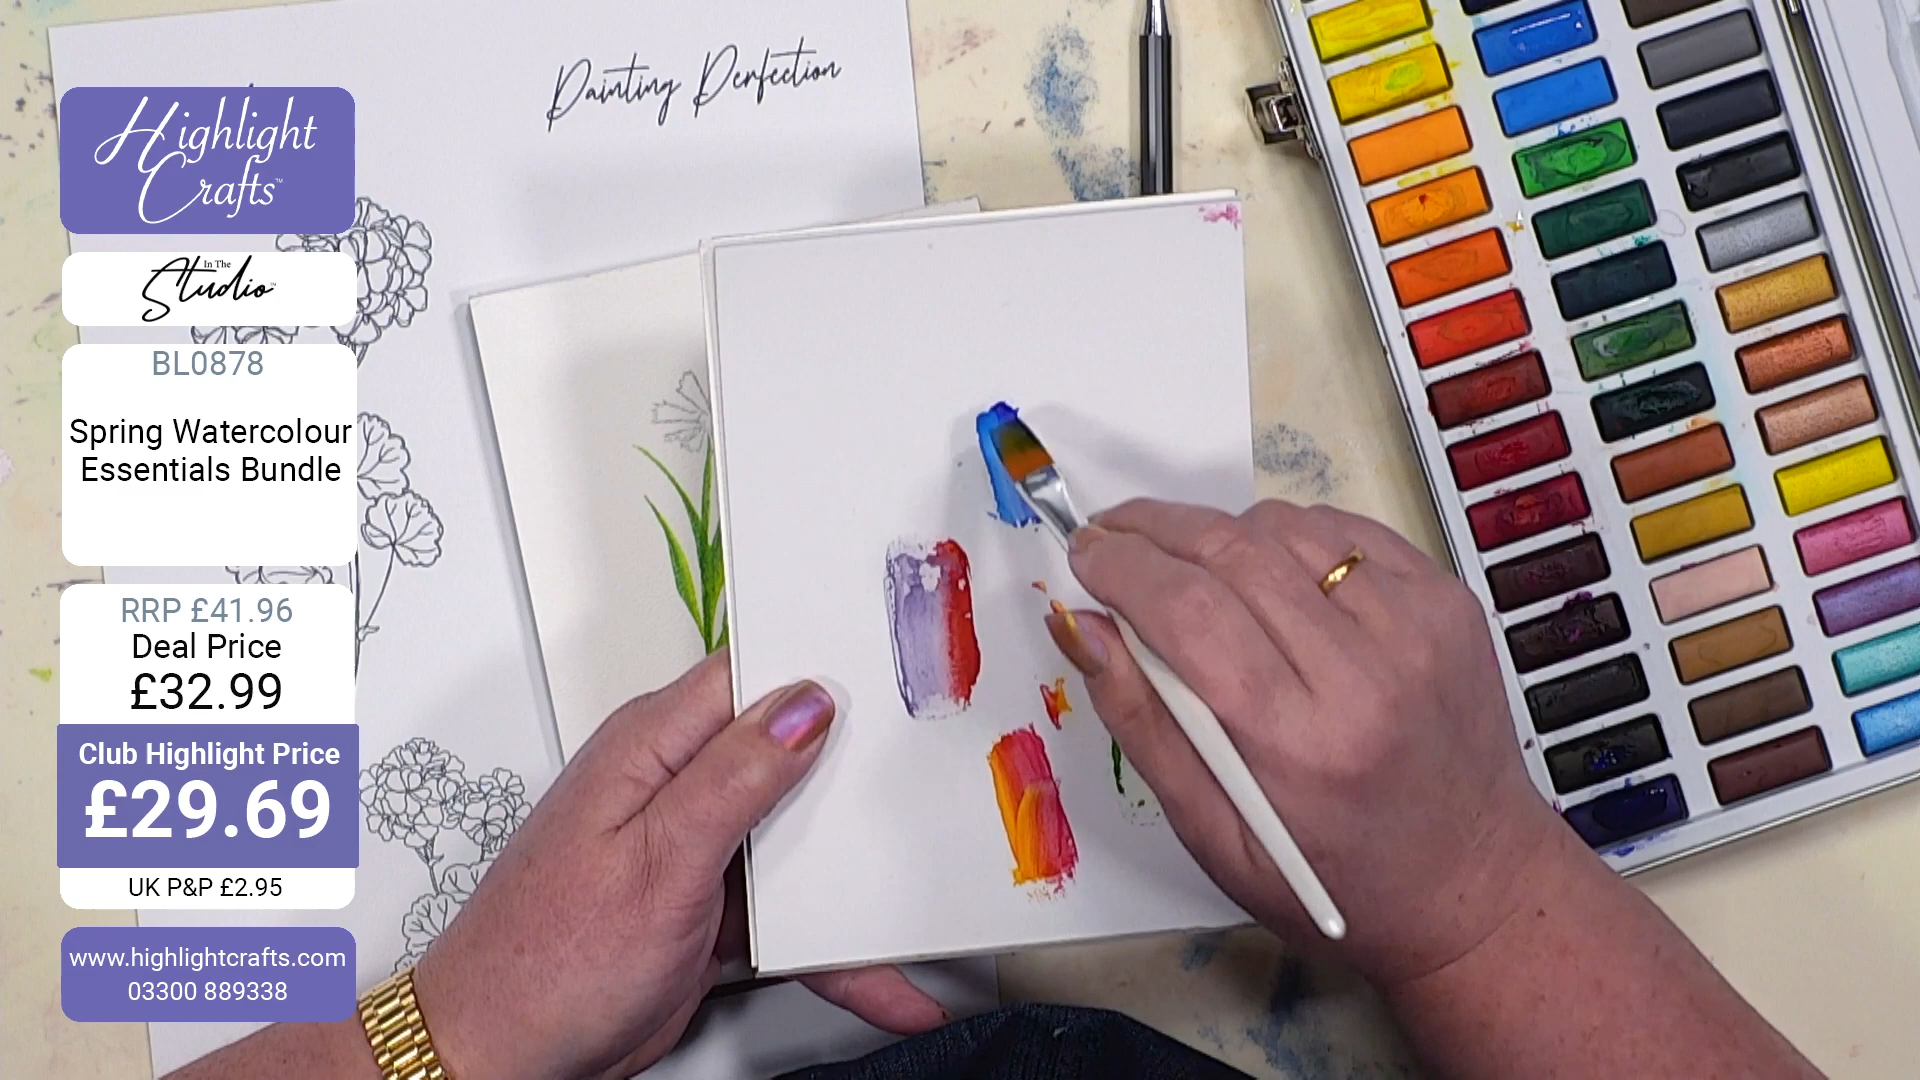 Painting Perfection
Highlight
Crafts™
In The
Studio
BL0878
Spring Watercolour
Essentials Bundle
RRP £41.96
Deal Price
£32.99
Club Highlight Price
£29.69
UK P&P £2.95
www.highlightcrafts.com
03300 889338